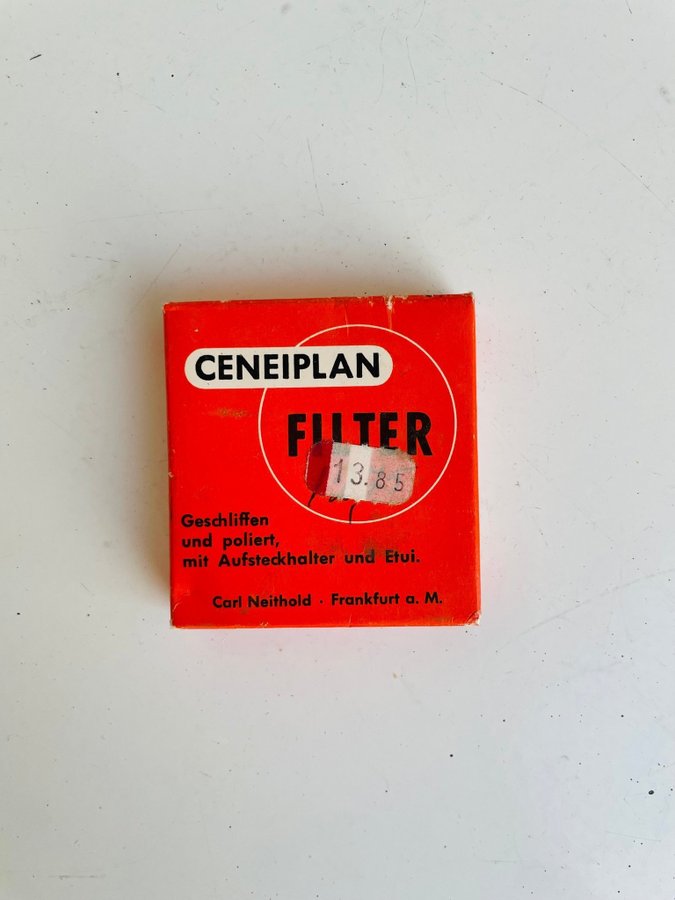 CENEIPLAN
FILTER
13.85
Geschliffen
und poliert,
mit Aufsteckhalter und Etui.
Carl Neithold · Frankfurt a. M.